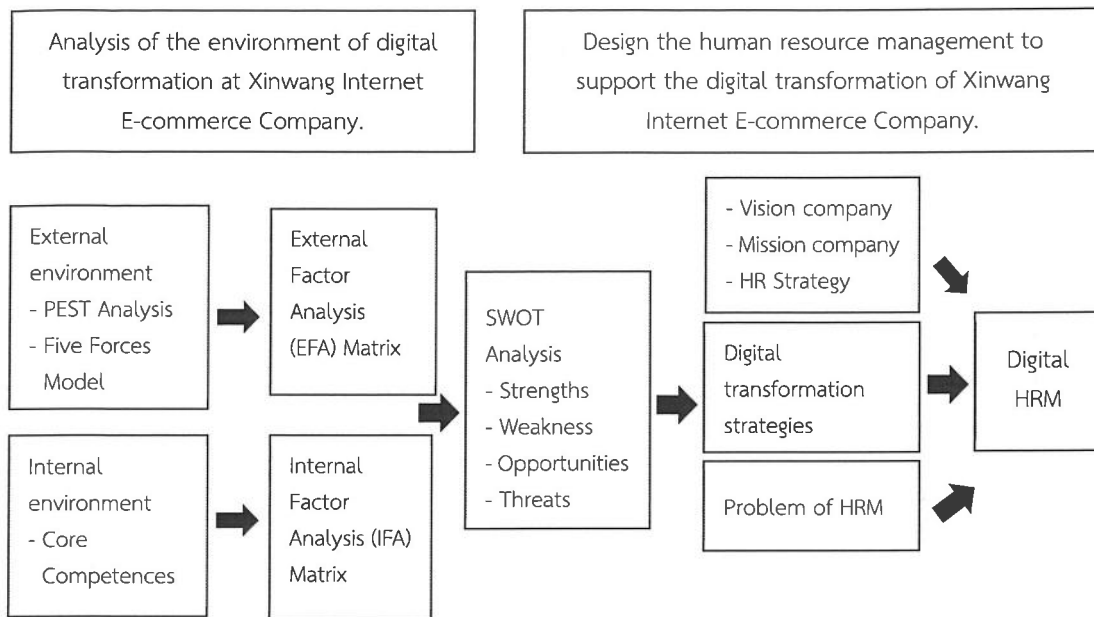 Analysis of the environment of digital
transformation at Xinwang Internet
E-commerce Company.
Design the human resource management to
support the digital transformation of Xinwang
Internet E-commerce Company.
External
environment
- PEST Analysis
- Five Forces
Model
External
Factor
Analysis
(EFA) Matrix
Internal
environment
- Core
Competences
Internal
Factor
Analysis (IFA)
Matrix
SWOT
Analysis
- Strengths
- Weakness
- Opportunities
- Threats
- Vision company
- Mission company
- HR Strategy
Digital
transformation
strategies
Problem of HRM
Digital
HRM